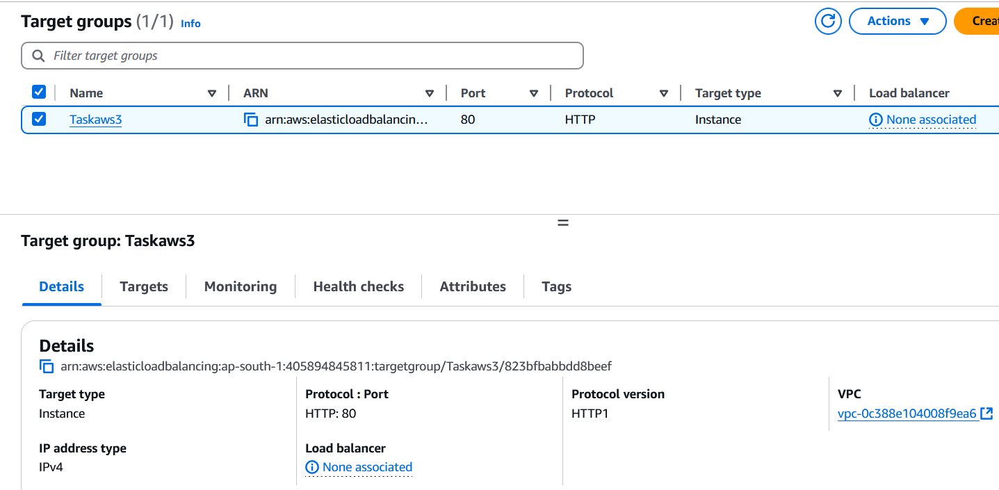 Target groups (1/1) Info
Actions
Filter target groups
Name ARN Port Protocol Target type Load balancer
Taskaws3 arn:aws:elasticloadbalancin... 80 HTTP Instance None associated
Target group: Taskaws3
Details Targets Monitoring Health checks Attributes Tags
Details
arn:aws:elasticloadbalancing:ap-south-1:405894845811:targetgroup/Taskaws3/823bfbabbdd8beef
Target type Protocol : Port Protocol version VPC
Instance HTTP: 80 HTTP1 vpc-0c388e104008f9ea6
IP address type Load balancer
IPv4 None associated